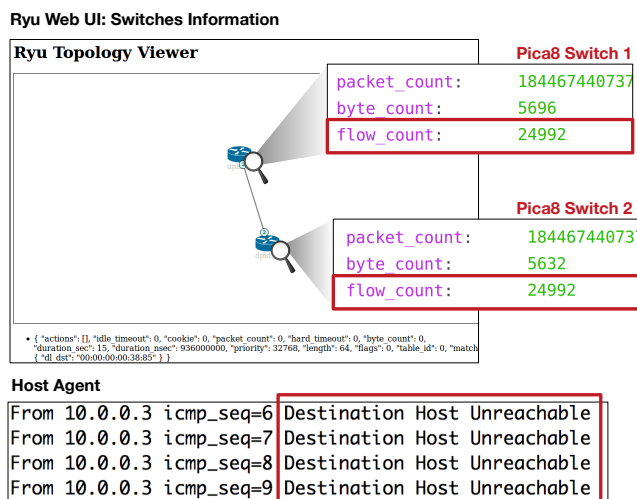 Ryu Web UI: Switches Information
Ryu Topology Viewer
Pica8 Switch 1
packet_count: 184467440737
byte_count: 5696
flow_count: 24992
Pica8 Switch 2
packet_count: 18446744073
byte_count: 5632
flow_count: 24992
• { "actions": [], "idle_timeout": 0, "cookie": 0, "packet_count": 0, "hard_timeout": 0, "byte_count": 0,
"duration_sec": 15, "duration_nsec": 936000000, "priority": 32768, "length": 64, "flags": 0, "table_id": 0, "match
{ "dl_dst": "00:00:00:00:38:85" } }
Host Agent
From 10.0.0.3 icmp_seq=6 Destination Host Unreachable
From 10.0.0.3 icmp_seq=7 Destination Host Unreachable
From 10.0.0.3 icmp_seq=8 Destination Host Unreachable
From 10.0.0.3 icmp_seq=9 Destination Host Unreachable